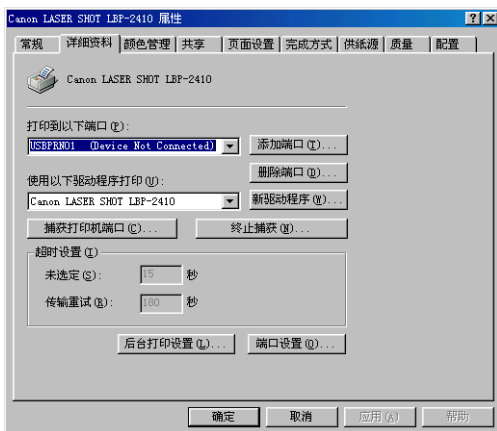 Canon LASER SHOT LBP-2410 属性
常规 详细资料 颜色管理 共享 页面设置 完成方式 供紙源 质量 配置
Canon LASER SHOT LBP-2410
打印到以下端口(P):
USBPRN01 (Device Not Connected) 添加端口(T)...
删除端口(D)...
使用以下驱动程序打印(U):
Canon LASER SHOT LBP-2410 新驱动程序(W)...
捕获打印机端口(C)... 终止捕获(N)...
超时设置(I)
未选定(S): 15 秒
传输重试(R): 180 秒
后台打印设置(L)... 端口设置(O)...
确定 取消 应用(A) 帮助